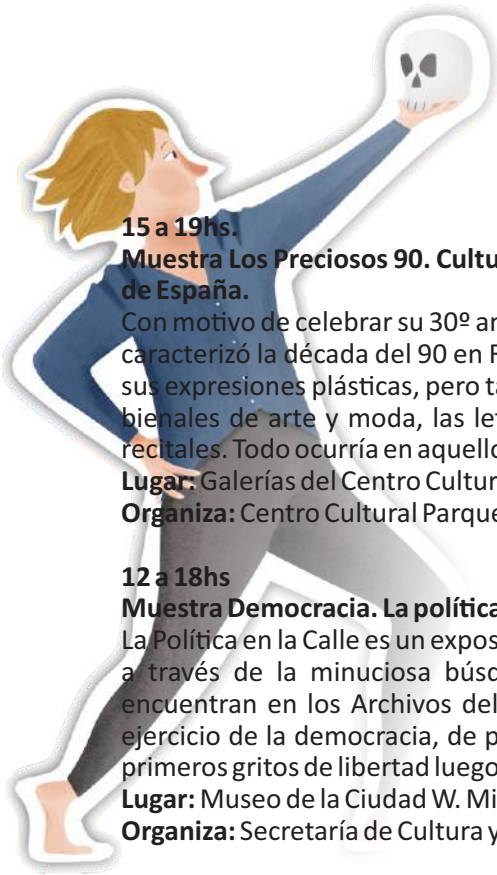 15 a 19hs.
Muestra Los Preciosos 90. Cultu
de España.
Con motivo de celebrar su 30º an
caracterizó la década del 90 en
sus expresiones plásticas, pero ta
bienales de arte y moda, las le
recitales. Todo ocurría en aquello
Lugar: Galerías del Centro Cultur
Organiza: Centro Cultural Parque
12 a 18hs
Muestra Democracia. La política
La Política en la Calle es un expos
a través de la minuciosa búsq
encuentran en los Archivos del
ejercicio de la democracia, de p
primeros gritos de libertad luego
Lugar: Museo de la Ciudad W. Mi
Organiza: Secretaría de Cultura y